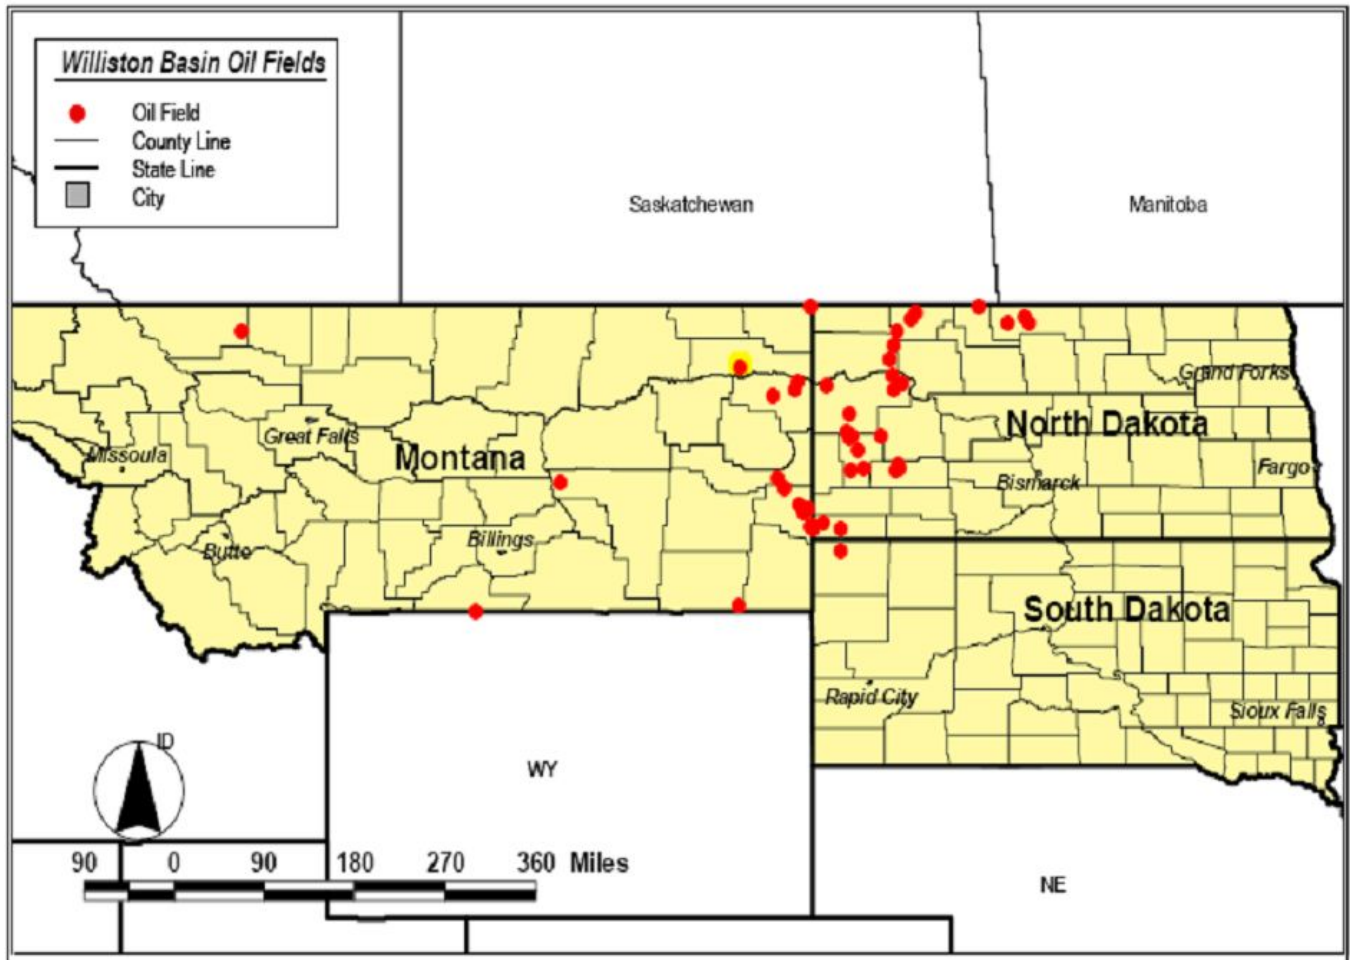 Williston Basin Oil Fields
Oil Field
County Line
State Line
City
Saskatchewan
Manitoba
Grand Forks
North Dakota
Great Falls
Montana
Missoula
Fargo
Bismarck
Billings
Butte
South Dakota
Rapid City
Sioux Falls
ID
WY
90 0 90 180 270 360 Miles
NE